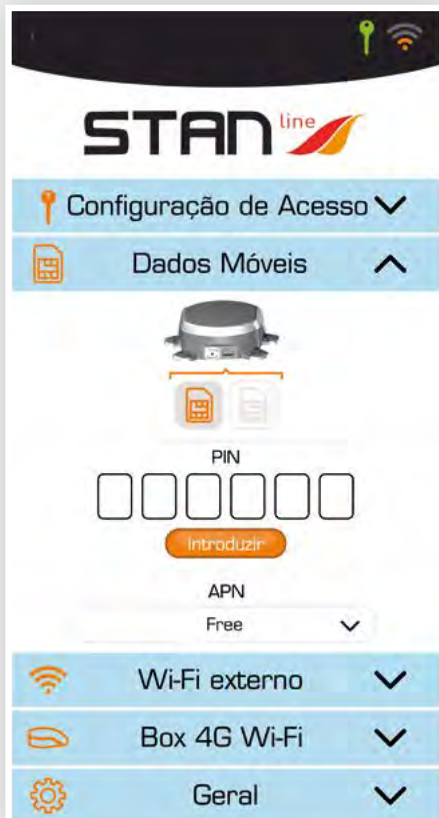 STAN line
Configuração de Acesso
Dados Móveis
PIN
Introduzir
APN
Free
Wi-Fi externo
Box 4G Wi-Fi
Geral